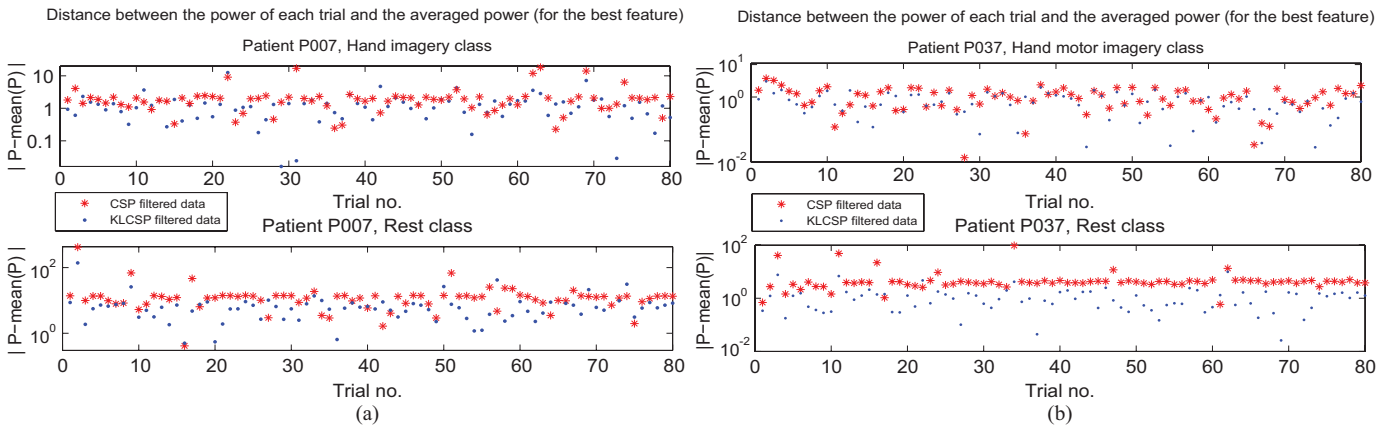 Distance between the power of each trial and the averaged power (for the best feature)
Patient P007, Hand imagery class
| P−mean(P) |
10
1
0.1
0 10 20 30 40 50 60 70 80
Trial no.
CSP filtered data
KLCSP filtered data
Patient P007, Rest class
| P−mean(P) |
10^2
10^0
0 10 20 30 40 50 60 70 80
Trial no.
(a)
Distance between the power of each trial and the averaged power (for the best feature)
Patient P037, Hand motor imagery class
|P−mean(P) |
10^1
10^0
10^-2
0 10 20 30 40 50 60 70 80
Trial no.
CSP filtered data
KLCSP filtered data
Patient P037, Rest class
|P−mean(P)|
10^2
10^0
10^-2
0 10 20 30 40 50 60 70 80
Trial no.
(b)